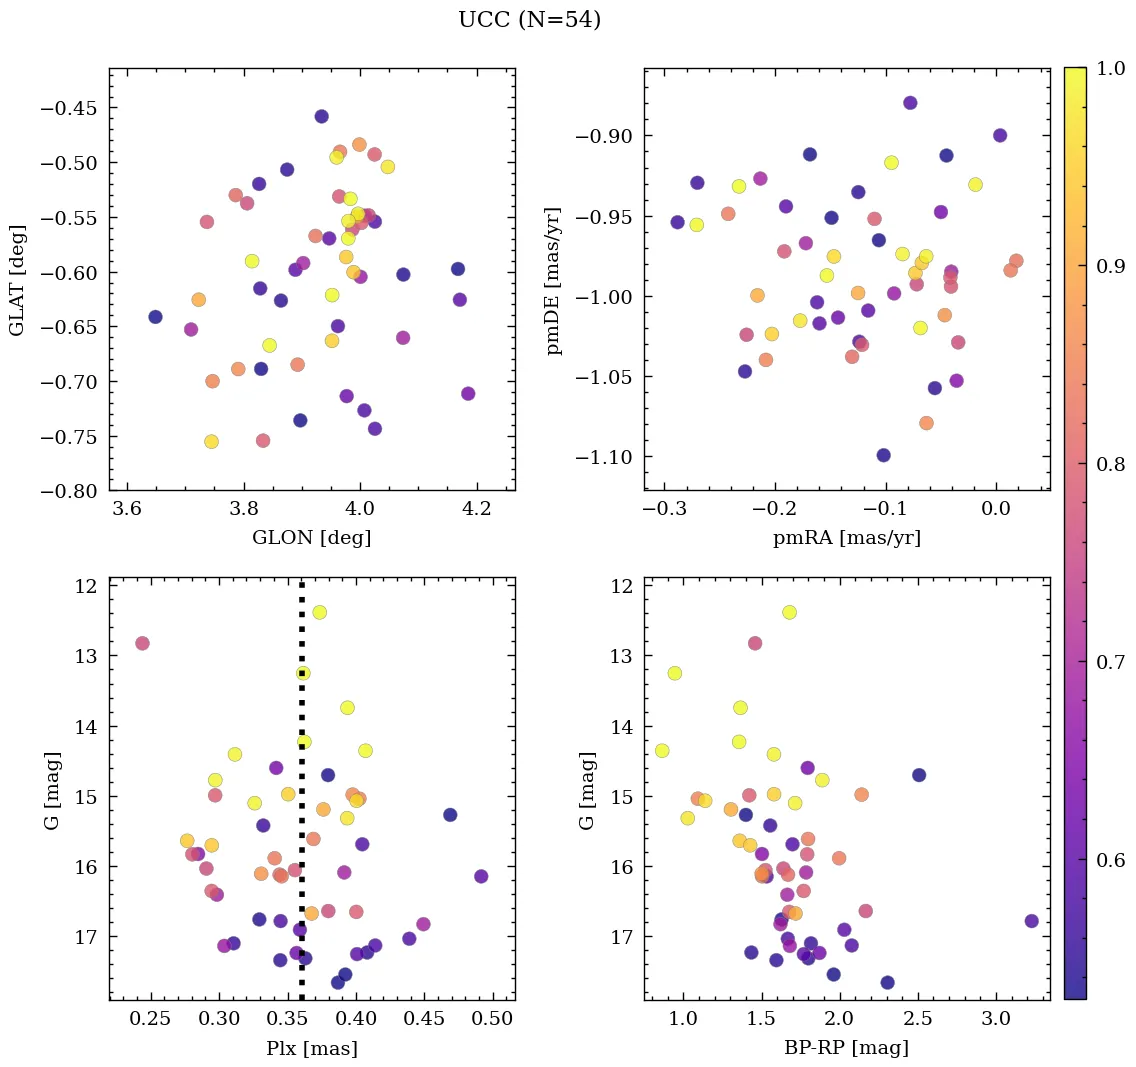 UCC (N=54)
−0.45
−0.50
−0.55
−0.60
−0.65
−0.70
−0.75
−0.80
GLAT [deg]
3.6 3.8 4.0 4.2
GLON [deg]
−0.90
−0.95
−1.00
−1.05
−1.10
pmDE [mas/yr]
−0.3 −0.2 −0.1 0.0
pmRA [mas/yr]
12
13
14
15
16
17
G [mag]
0.25 0.30 0.35 0.40 0.45 0.50
Plx [mas]
12
13
14
15
16
17
G [mag]
1.0 1.5 2.0 2.5 3.0
BP-RP [mag]
1.0
0.9
0.8
0.7
0.6